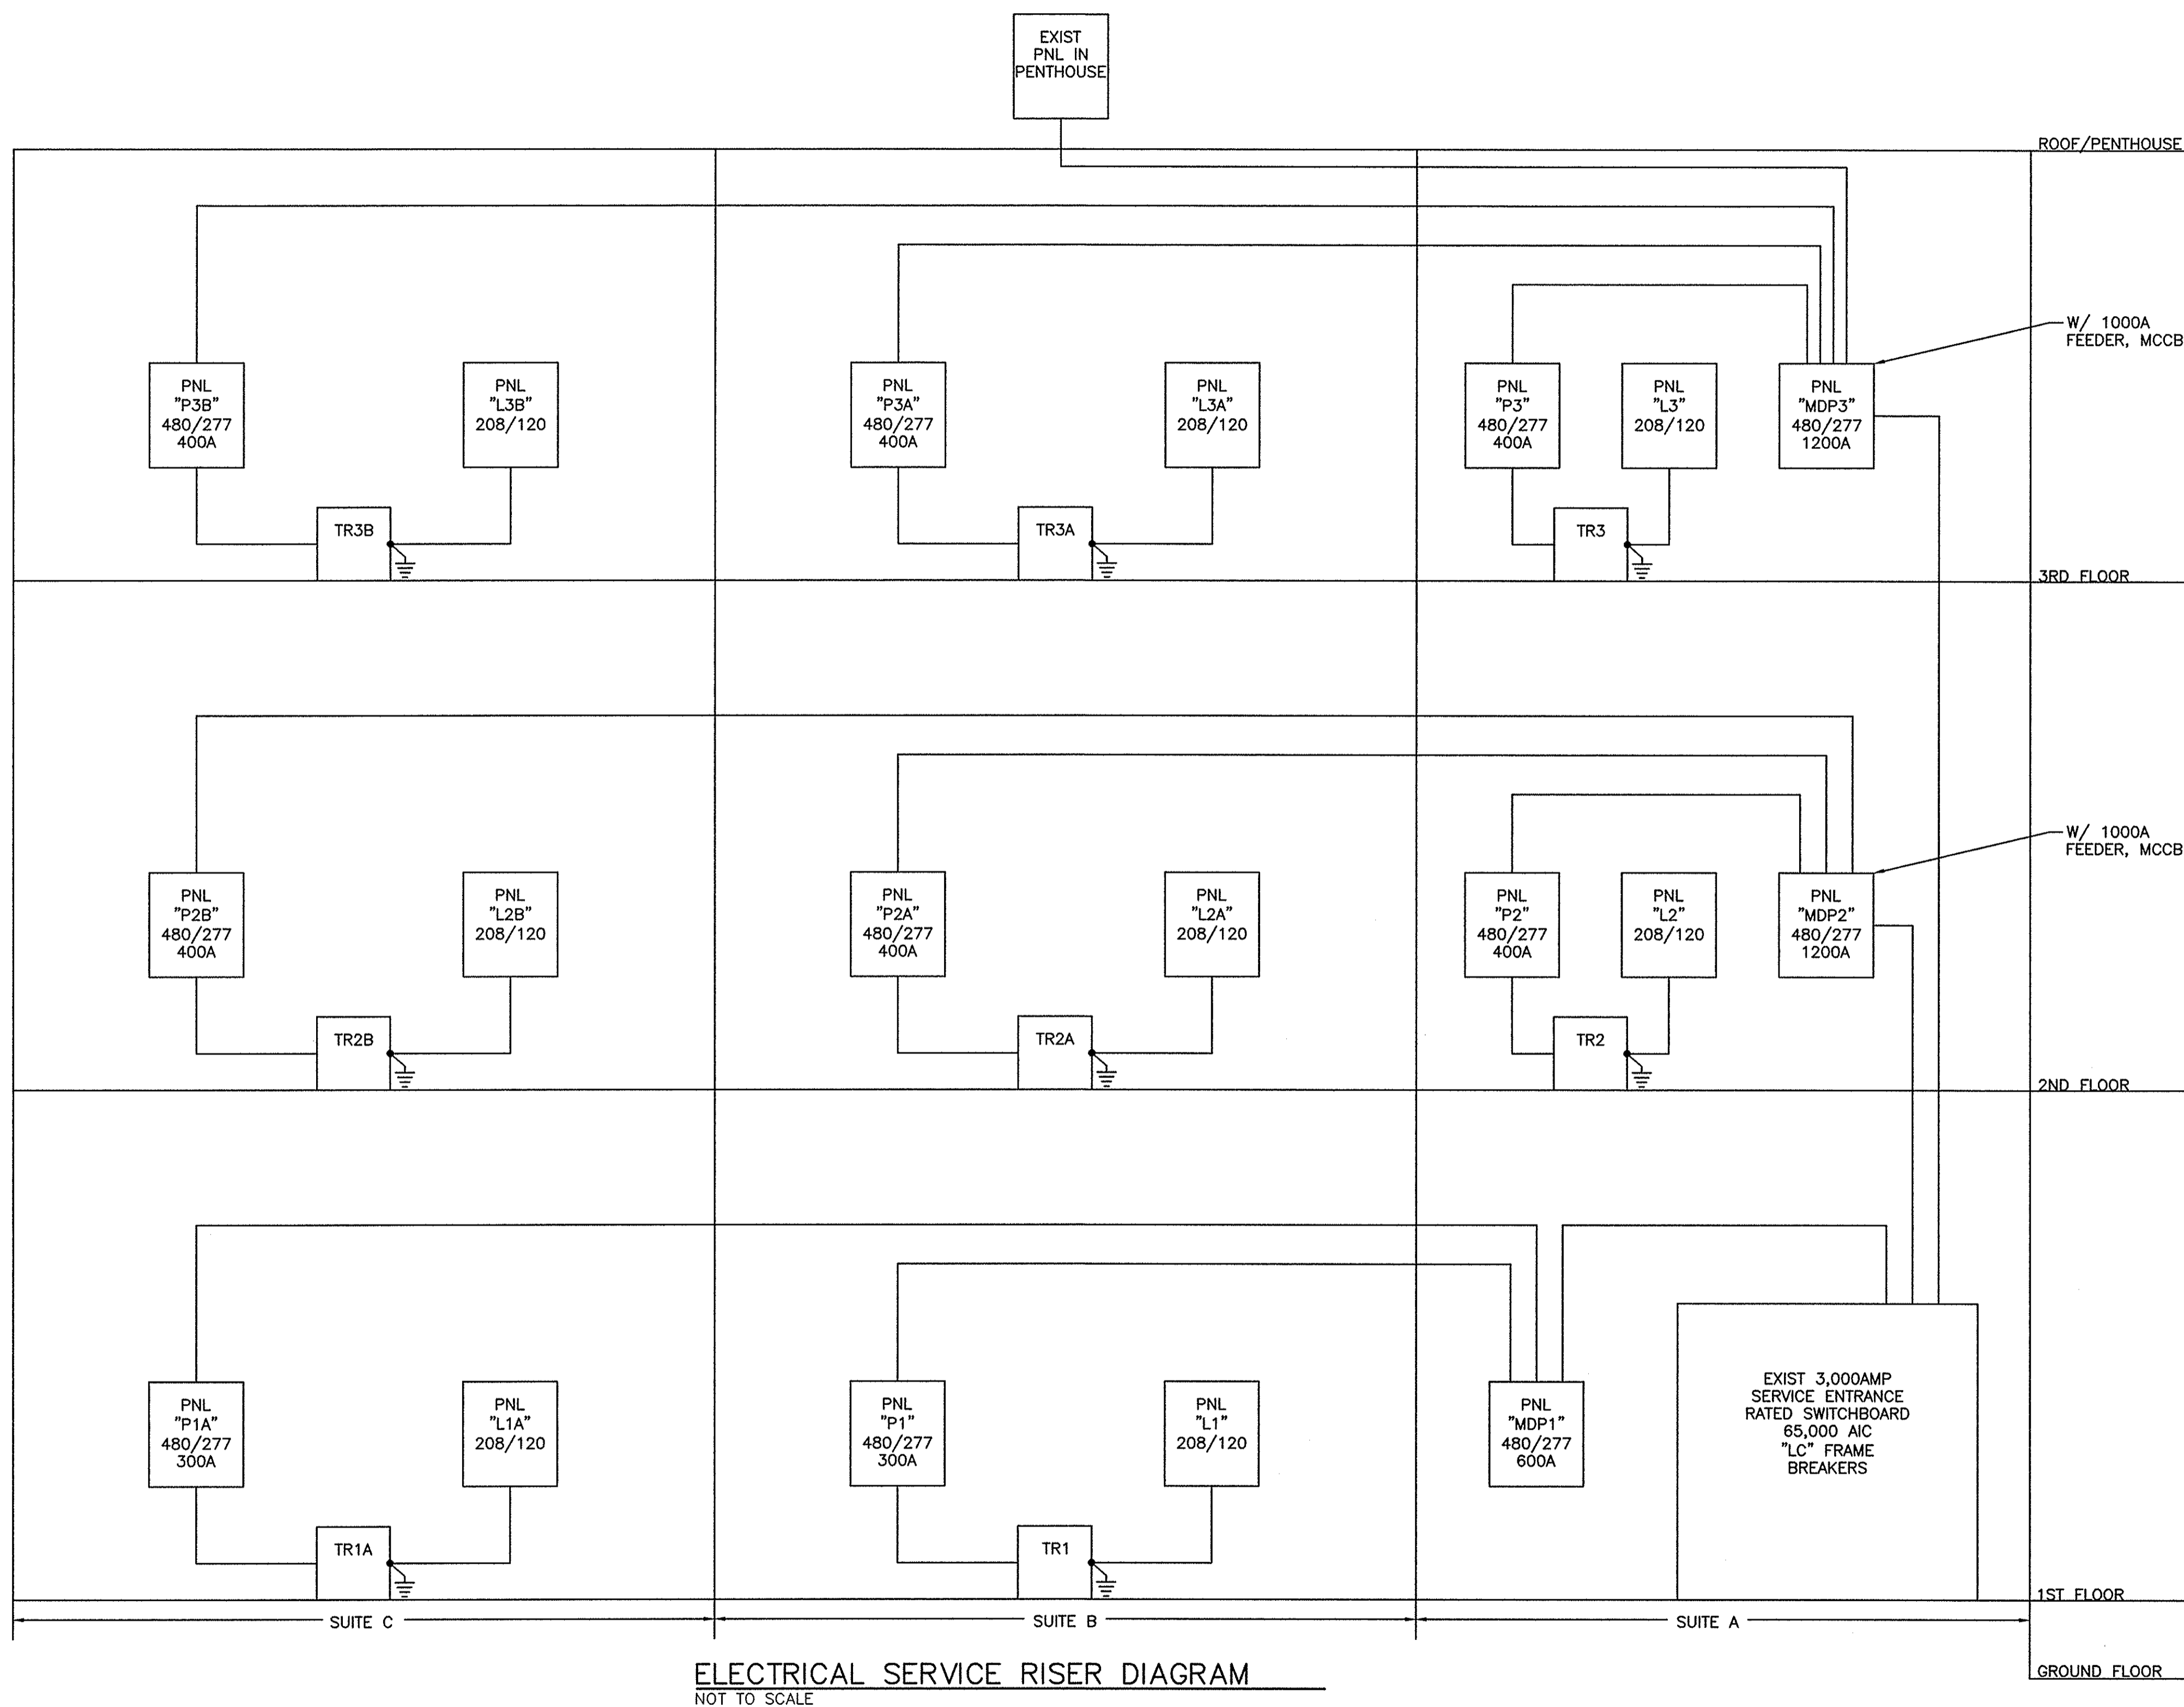 EXIST
PNL IN
PENTHOUSE
ROOF/PENTHOUSE
W/ 1000A
FEEDER, MCCB
PNL
"P3B"
480/277
400A
PNL
"L3B"
208/120
PNL
"P3A"
480/277
400A
PNL
"L3A"
208/120
PNL
"P3"
480/277
400A
PNL
"L3"
208/120
PNL
"MDP3"
480/277
1200A
TR3B
TR3A
TR3
3RD FLOOR
W/ 1000A
FEEDER, MCCB
PNL
"P2B"
480/277
400A
PNL
"L2B"
208/120
PNL
"P2A"
480/277
400A
PNL
"L2A"
208/120
PNL
"P2"
480/277
400A
PNL
"L2"
208/120
PNL
"MDP2"
480/277
1200A
TR2B
TR2A
TR2
2ND FLOOR
PNL
"P1A"
480/277
300A
PNL
"L1A"
208/120
PNL
"P1"
480/277
300A
PNL
"L1"
208/120
PNL
"MDP1"
480/277
600A
EXIST 3,000AMP
SERVICE ENTRANCE
RATED SWITCHBOARD
65,000 AIC
"LC" FRAME
BREAKERS
TR1A
TR1
1ST FLOOR
SUITE C
SUITE B
SUITE A
GROUND FLOOR
ELECTRICAL SERVICE RISER DIAGRAM
NOT TO SCALE